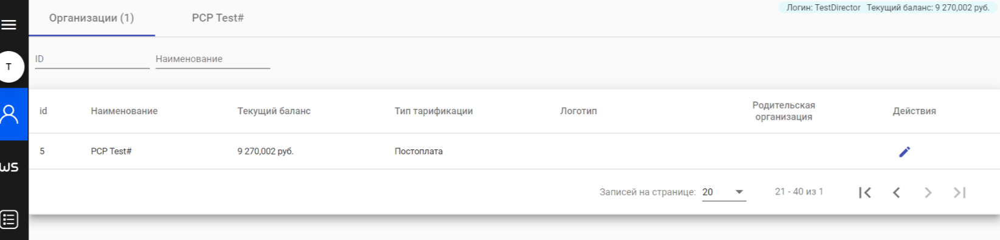 Организации (1) PCP Test# Логин: TestDirector Текущий баланс: 9 270,002 руб.
T
ID Наименование
id Наименование Текущий баланс Тип тарификации Логотип Родительская организация Действия
5 PCP Test# 9 270,002 руб. Постоплата
WS
Записей на странице: 20 21 - 40 из 1